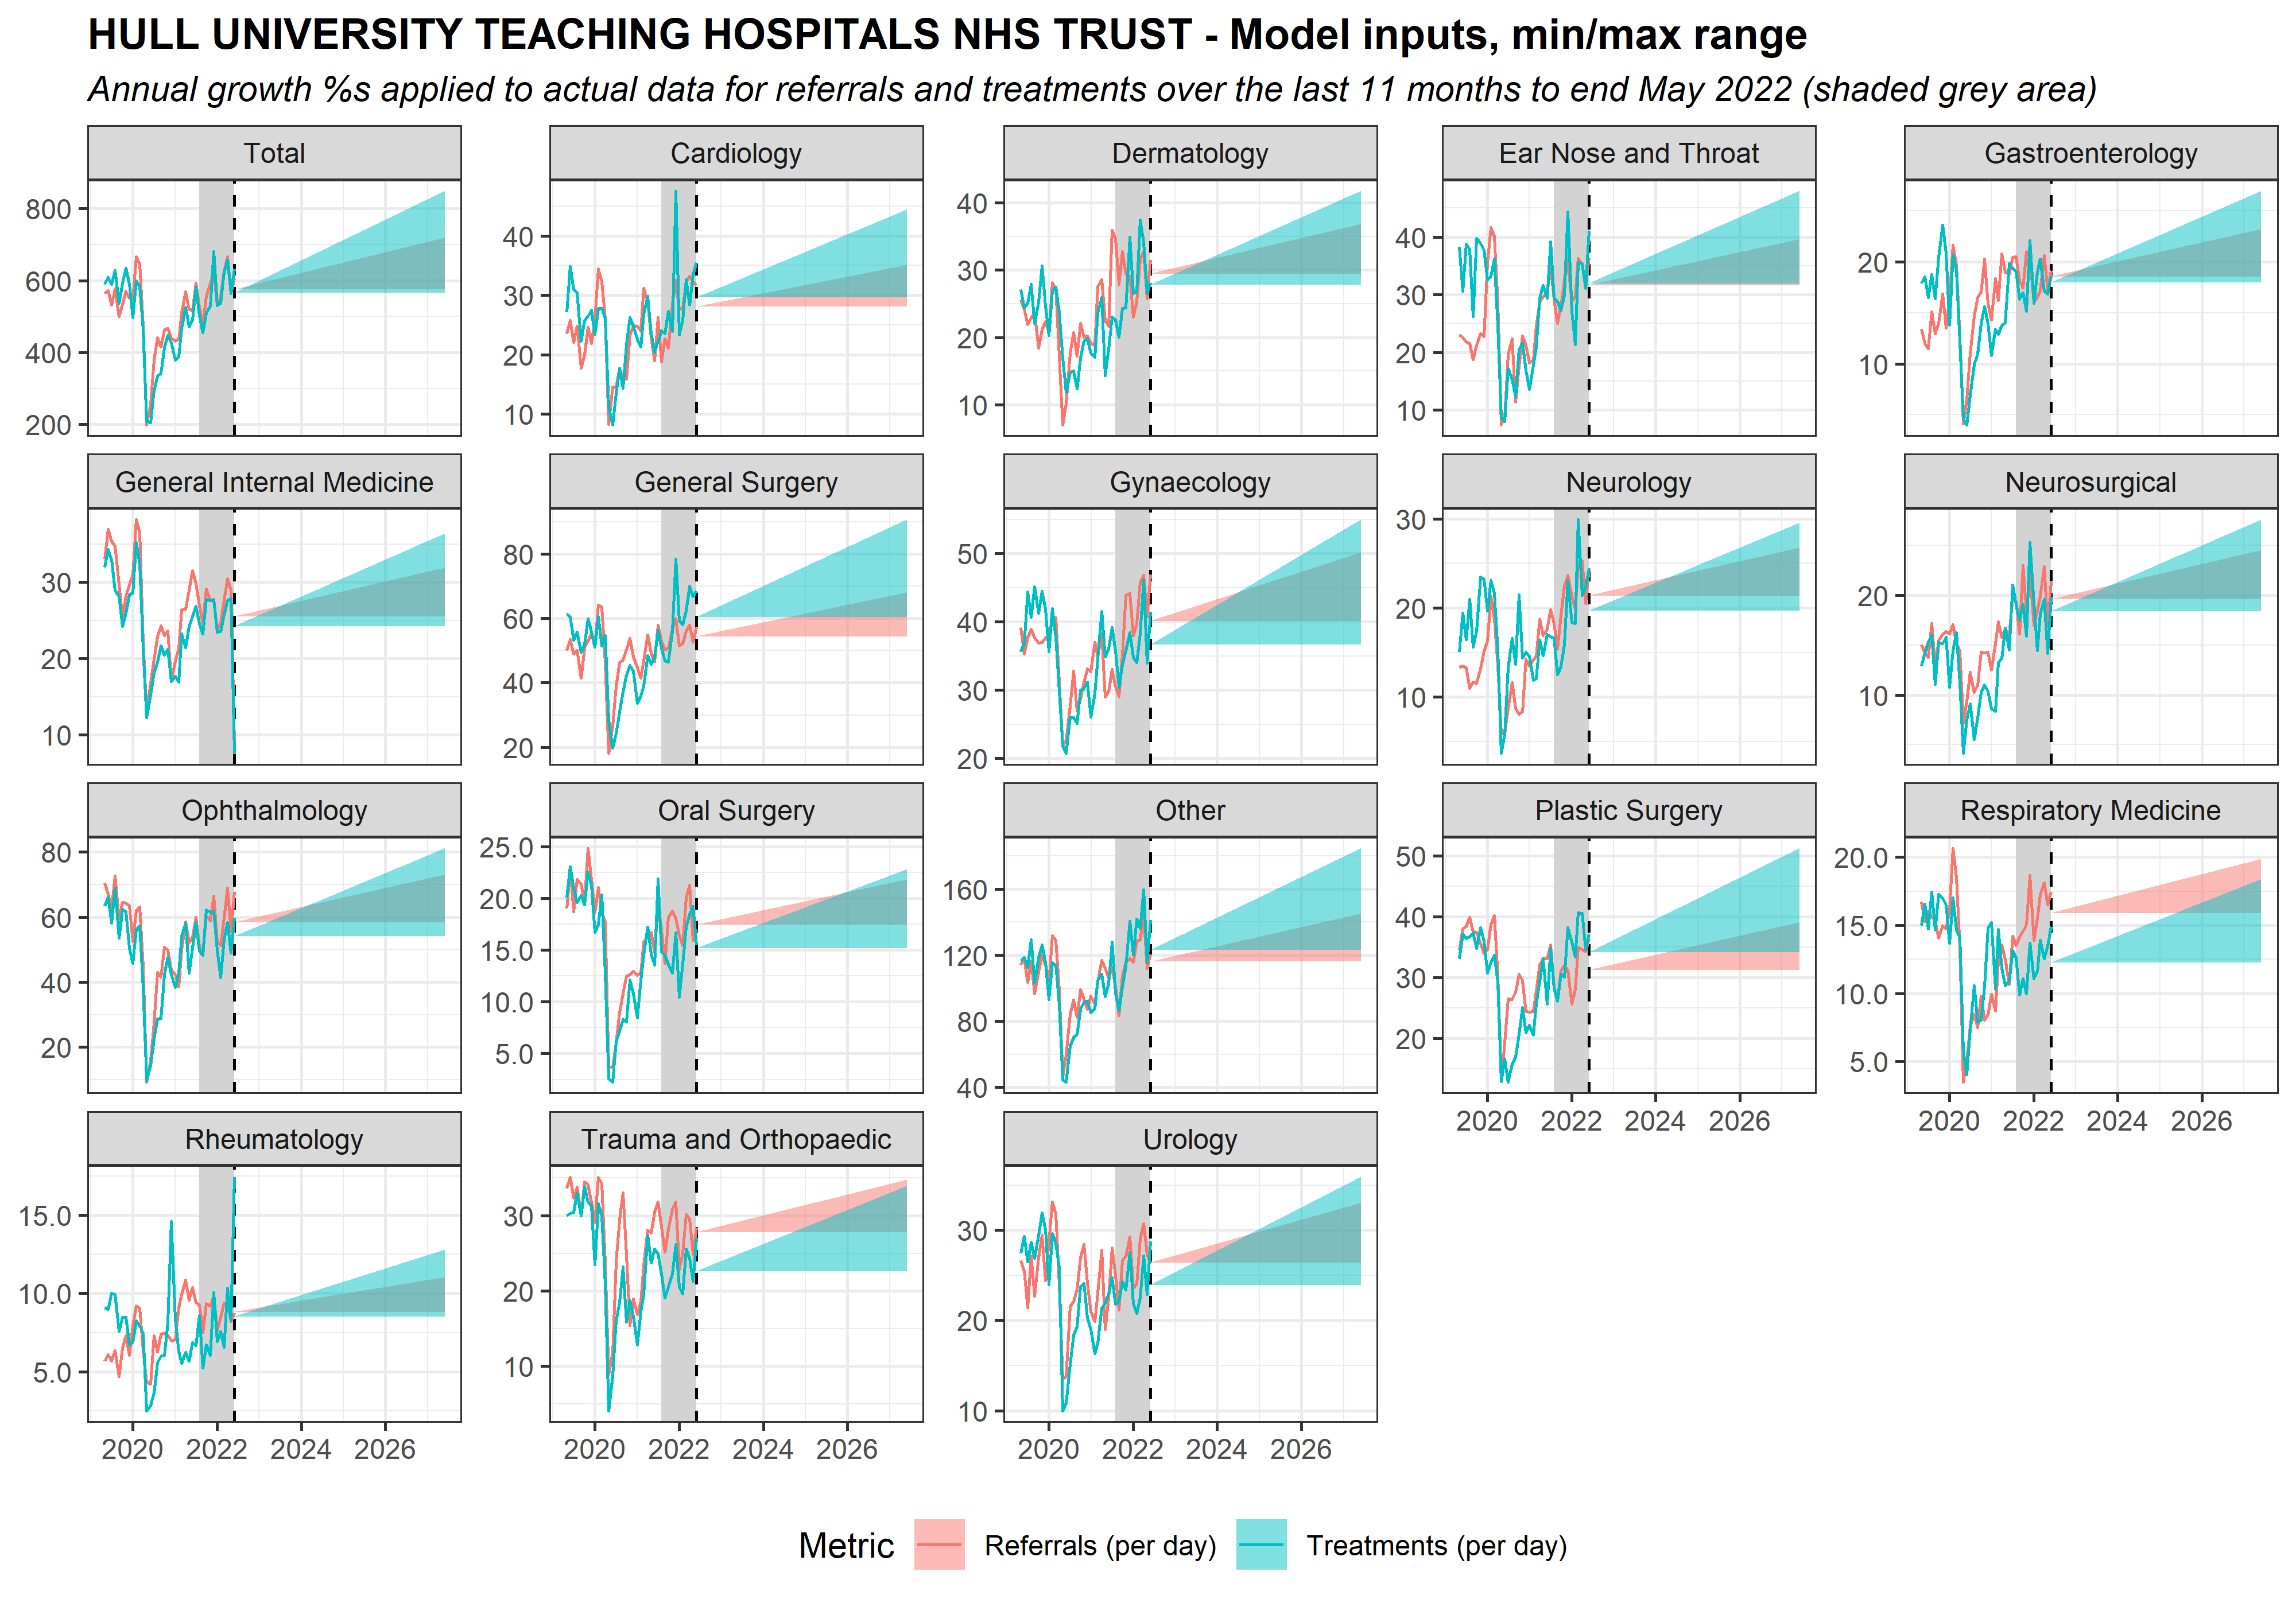 HULL UNIVERSITY TEACHING HOSPITALS NHS TRUST - Model inputs, min/max range
Annual growth %s applied to actual data for referrals and treatments over the last 11 months to end May 2022 (shaded grey area)
Total
Cardiology
Dermatology
Ear Nose and Throat
Gastroenterology
800
600
400
200
40
30
20
10
40
30
20
10
40
30
20
10
20
10
General Internal Medicine
General Surgery
Gynaecology
Neurology
Neurosurgical
30
20
10
80
60
40
20
50
40
30
20
30
20
10
20
10
Ophthalmology
Oral Surgery
Other
Plastic Surgery
Respiratory Medicine
80
60
40
20
25.0
20.0
15.0
10.0
5.0
160
120
80
40
50
40
30
20
20.0
15.0
10.0
5.0
2020 2022 2024 2026
2020 2022 2024 2026
Rheumatology
Trauma and Orthopaedic
Urology
15.0
10.0
5.0
30
20
10
30
20
10
2020 2022 2024 2026
2020 2022 2024 2026
2020 2022 2024 2026
Metric Referrals (per day) Treatments (per day)